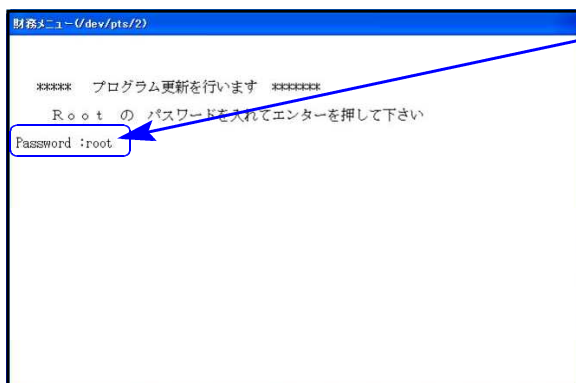 財務メニュー(/dev/pts/2)
***** プログラム更新を行います *******
Ｒｏｏｔ の パスワードを入れてエンターを押して下さい
Password :root